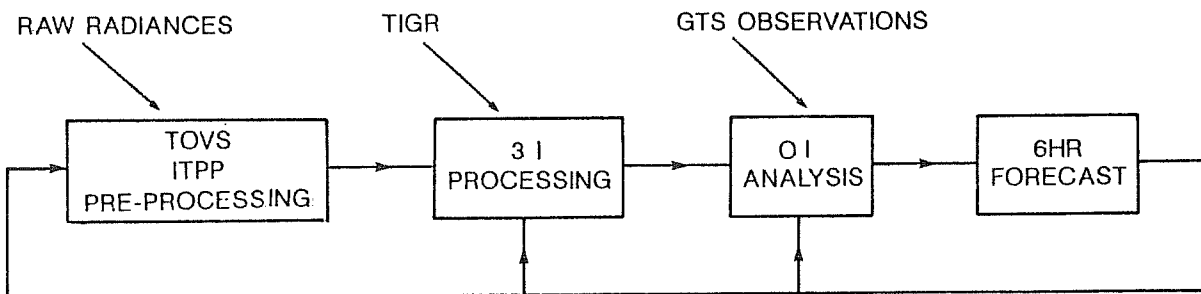 RAW RADIANCES
TIGR
GTS OBSERVATIONS
TOVS
ITPP
PRE-PROCESSING
3 I
PROCESSING
O I
ANALYSIS
6HR
FORECAST